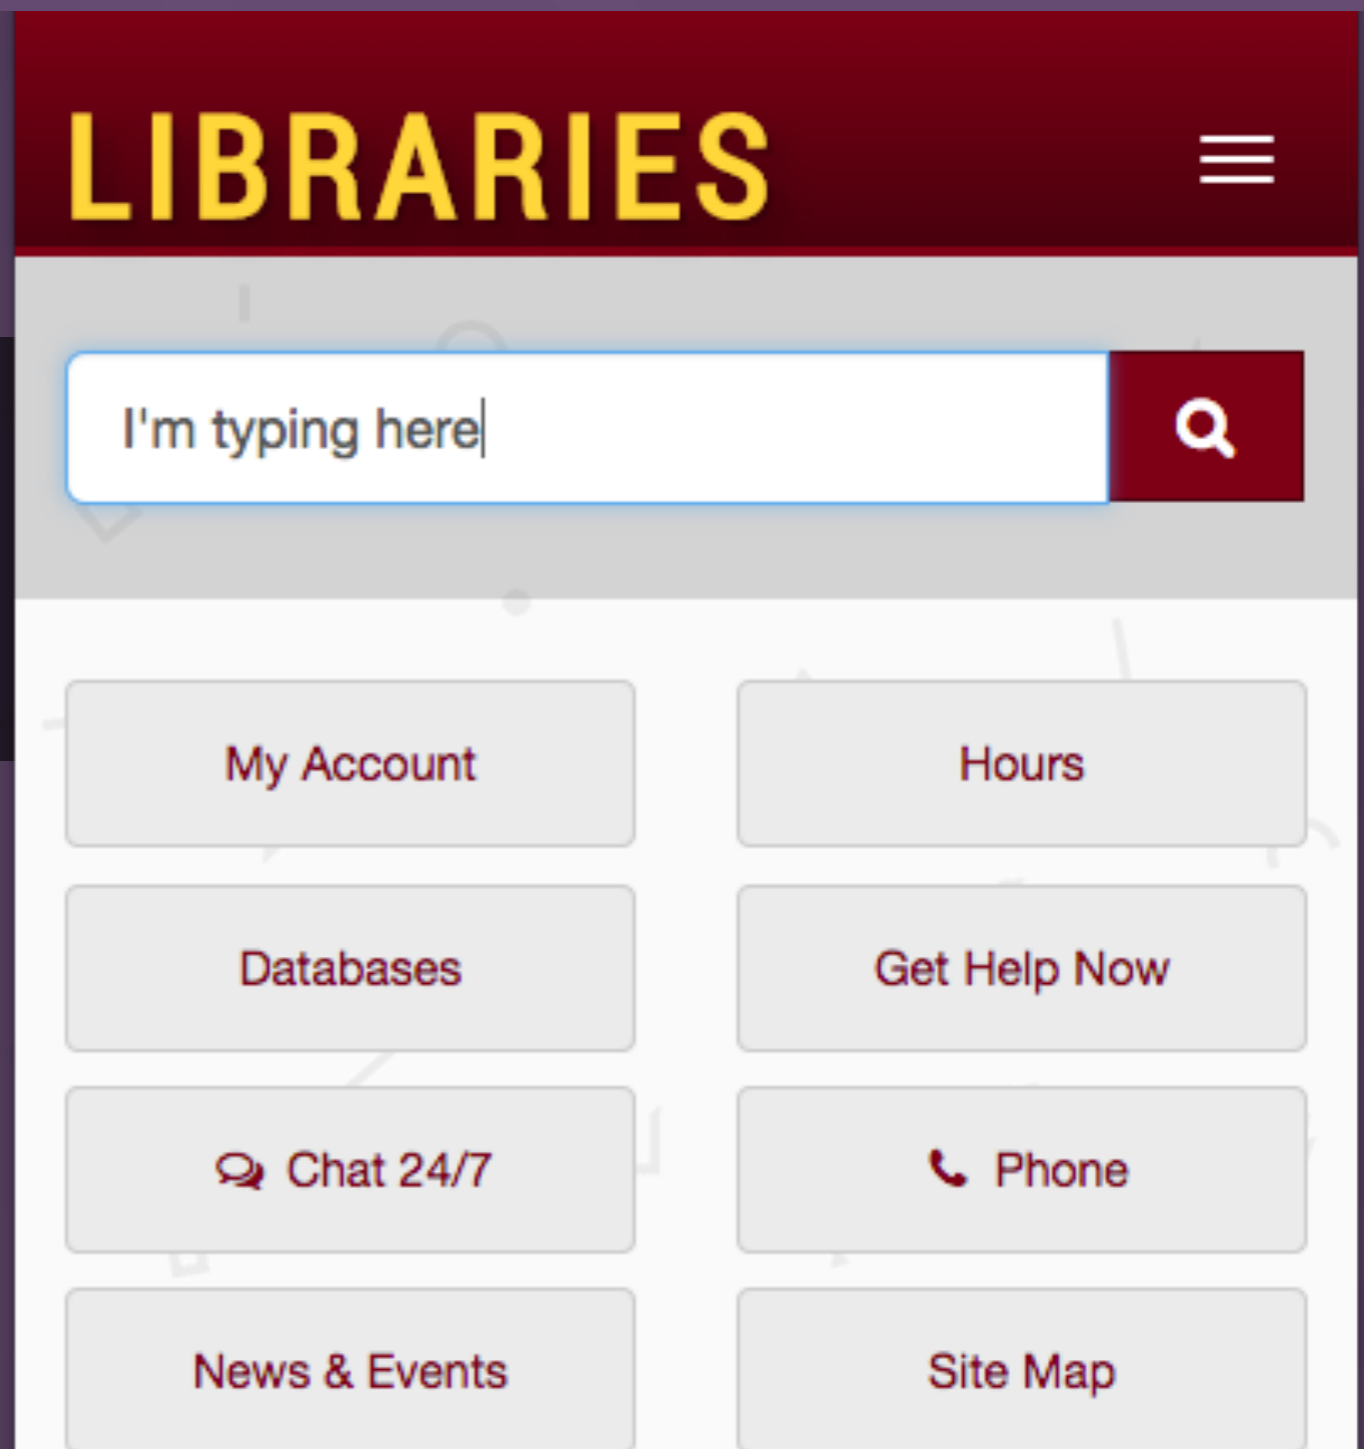 LIBRARIES
I'm typing here
My Account
Hours
Databases
Get Help Now
Chat 24/7
Phone
News & Events
Site Map